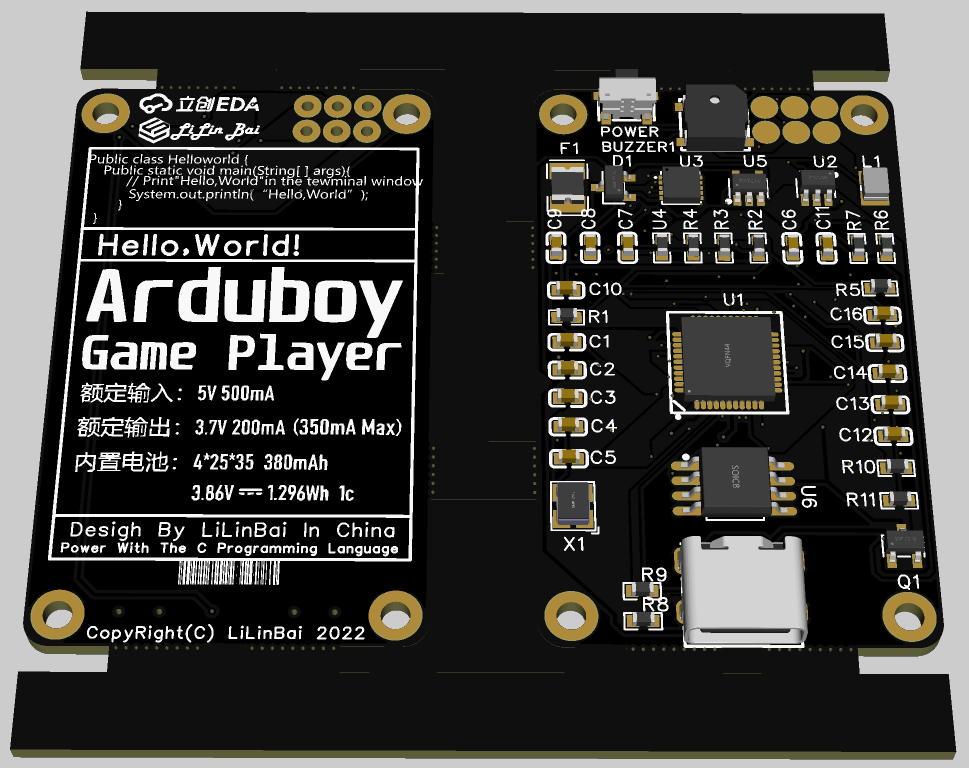 立创EDA
LiLin Bai
Public class Helloworld {
Public static void main(String[ ] args){
// Print"Hello,World"in the tewminal window
System.out.println( “Hello,World” );
}
}
Hello,World!
Arduboy
Game Player
额定输入: 5V 500mA
额定输出: 3.7V 200mA (350mA Max)
内置电池: 4*25*35 380mAh
3.86V ⎓ 1.296Wh 1c
Desigh By LiLinBai In China
Power With The C Programming Language
CopyRight(C) LiLinBai 2022
POWER
BUZZER1
F1 D1 U3 U5 U2 L1
C9 C8 C7 U4 R4 R3 R2 C6 C11 R7 R6
C10
R1
C1
C2
C3
C4
C5
X1
U1
VQFN44
R5
C16
C15
C14
C13
C12
R10
R11
Q1
SOIC8
U6
R9
R8